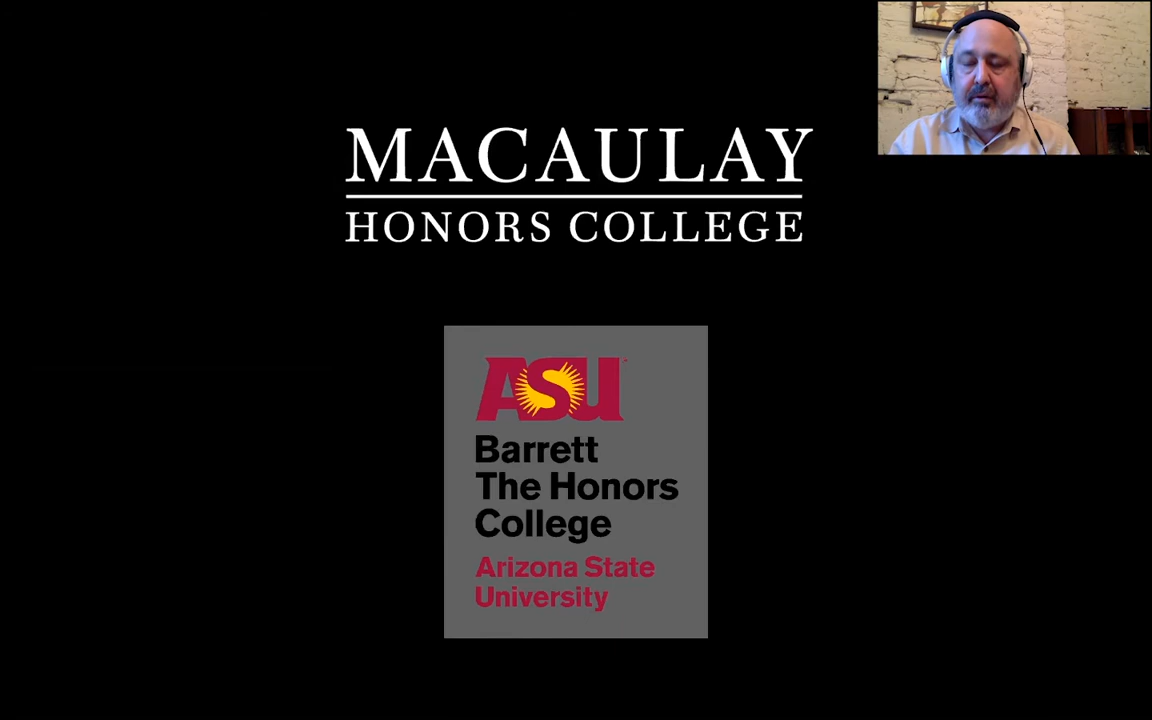 MACAULAY
HONORS COLLEGE
ASU
Barrett
The Honors
College
Arizona State
University